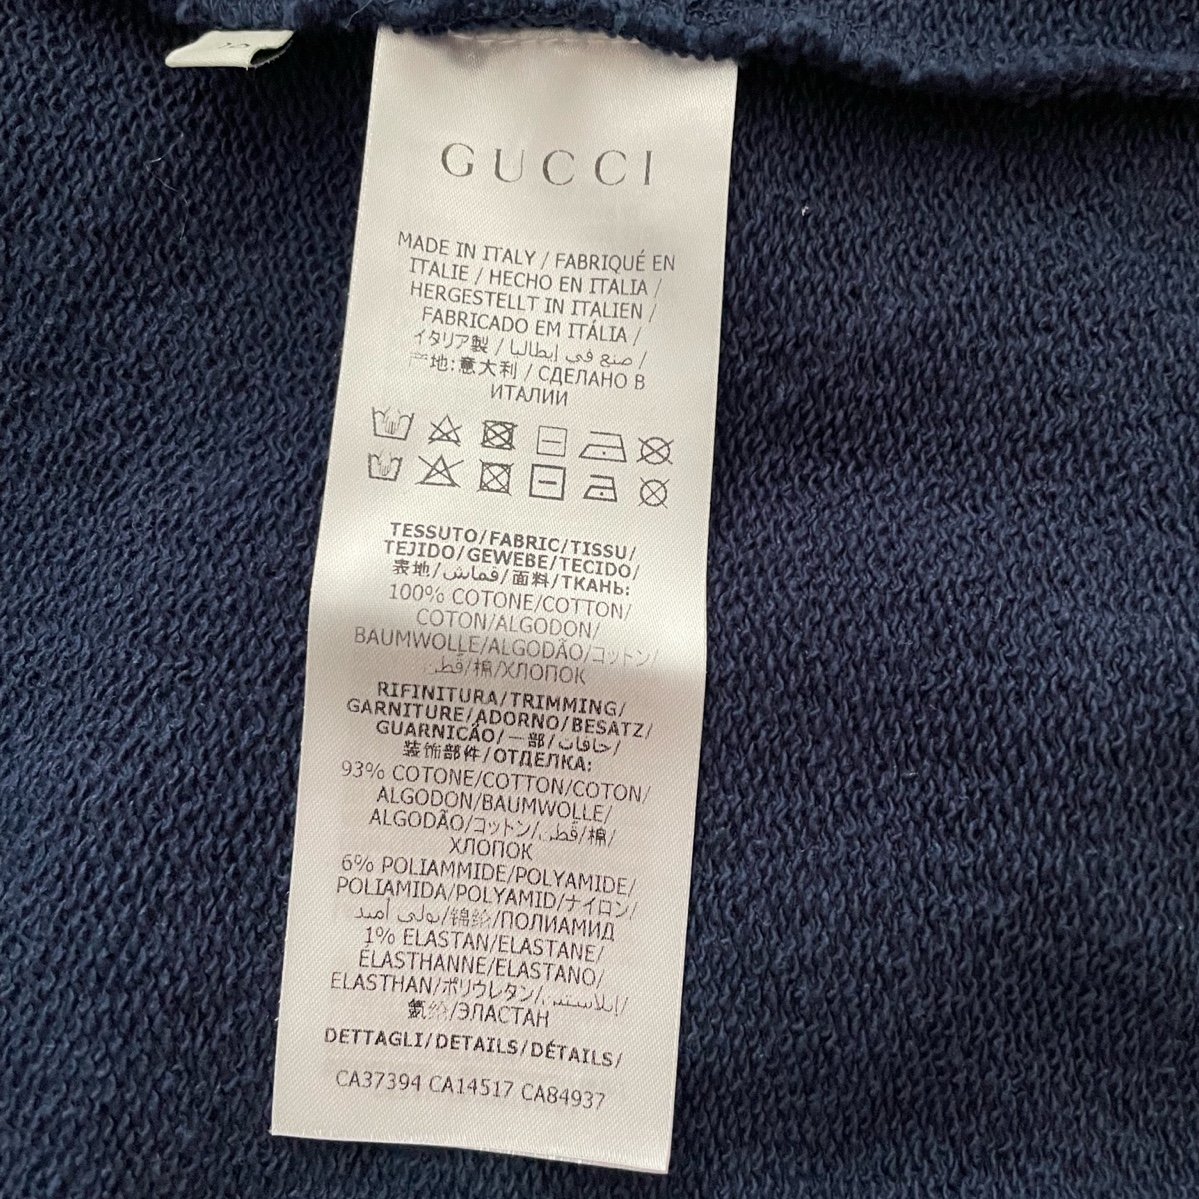 GUCCI
MADE IN ITALY / FABRIQUÉ EN
ITALIE / HECHO EN ITALIA /
HERGESTELLT IN ITALIEN /
FABRICADO EM ITÁLIA /
イタリア製 / صنع في إيطاليا /
产地:意大利 / СДЕЛАНО В
ИТАЛИИ
TESSUTO/FABRIC/TISSU/
TEJIDO/GEWEBE/TECIDO/
表地/قماش/面料/ТКАНЬ:
100% COTONE/COTTON/
COTON/ALGODON/
BAUMWOLLE/ALGODÃO/コットン/
قطن/棉/ХЛОПОК
RIFINITURA/TRIMMING/
GARNITURE/ADORNO/BESATZ/
GUARNICÃO/一部/حافات/
装饰部件/ОТДЕЛКА:
93% COTONE/COTTON/COTON/
ALGODON/BAUMWOLLE/
ALGODÃO/コットン/قطن/棉/
ХЛОПОК
6% POLIAMMIDE/POLYAMIDE/
POLIAMIDA/POLYAMID/ナイロン/
بولي أميد/锦纶/ПОЛИАМИД
1% ELASTAN/ELASTANE/
ÉLASTHANNE/ELASTANO/
ELASTHAN/ポリウレタン/إيلاستين/
氨纶/ЭЛАСТАН
DETTAGLI/DETAILS/DÉTAILS/
CA37394 CA14517 CA84937